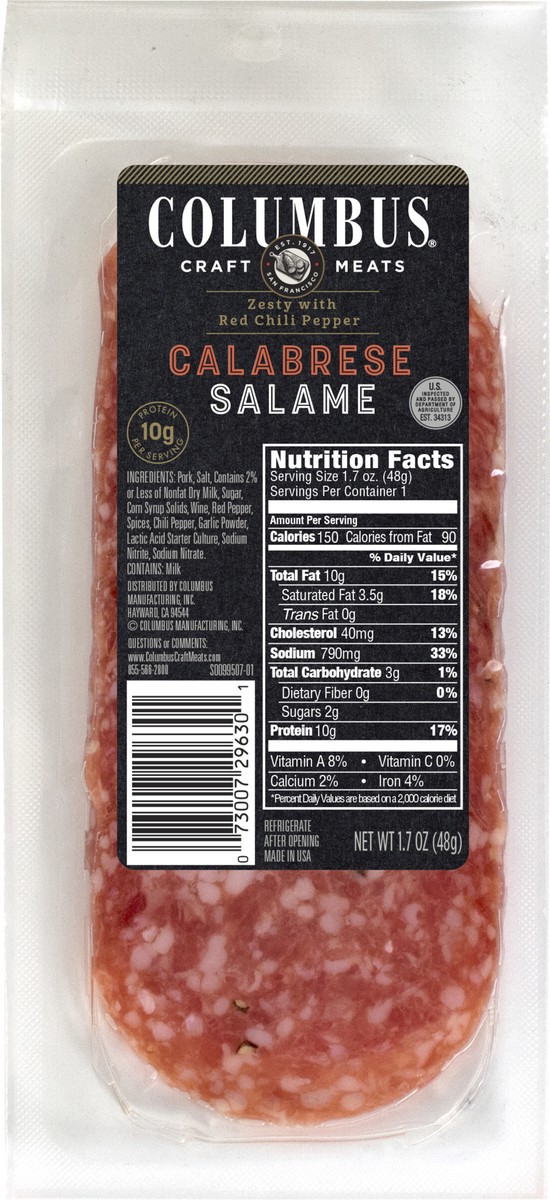 COLUMBUS®
CRAFT MEATS
EST. 1917
SAN FRANCISCO
Zesty with
Red Chili Pepper
CALABRESE
SALAME
PROTEIN
10g
PER SERVING
U.S.
INSPECTED
AND PASSED BY
DEPARTMENT OF
AGRICULTURE
EST. 34313
INGREDIENTS: Pork, Salt, Contains 2%
or Less of Nonfat Dry Milk, Sugar,
Corn Syrup Solids, Wine, Red Pepper,
Spices, Chili Pepper, Garlic Powder,
Lactic Acid Starter Culture, Sodium
Nitrite, Sodium Nitrate.
CONTAINS: Milk
DISTRIBUTED BY COLUMBUS
MANUFACTURING, INC.
HAYWARD, CA 94544
© COLUMBUS MANUFACTURING, INC.
QUESTIONS or COMMENTS:
www.ColumbusCraftMeats.com
855-566-2800 S0099507-01
0 73007 29630 1
Nutrition Facts
Serving Size 1.7 oz. (48g)
Servings Per Container 1
Amount Per Serving
Calories 150 Calories from Fat 90
% Daily Value*
Total Fat 10g 15%
Saturated Fat 3.5g 18%
Trans Fat 0g
Cholesterol 40mg 13%
Sodium 790mg 33%
Total Carbohydrate 3g 1%
Dietary Fiber 0g 0%
Sugars 2g
Protein 10g 17%
Vitamin A 8% • Vitamin C 0%
Calcium 2% • Iron 4%
*Percent Daily Values are based on a 2,000 calorie diet
REFRIGERATE
AFTER OPENING
MADE IN USA
NET WT 1.7 OZ (48g)